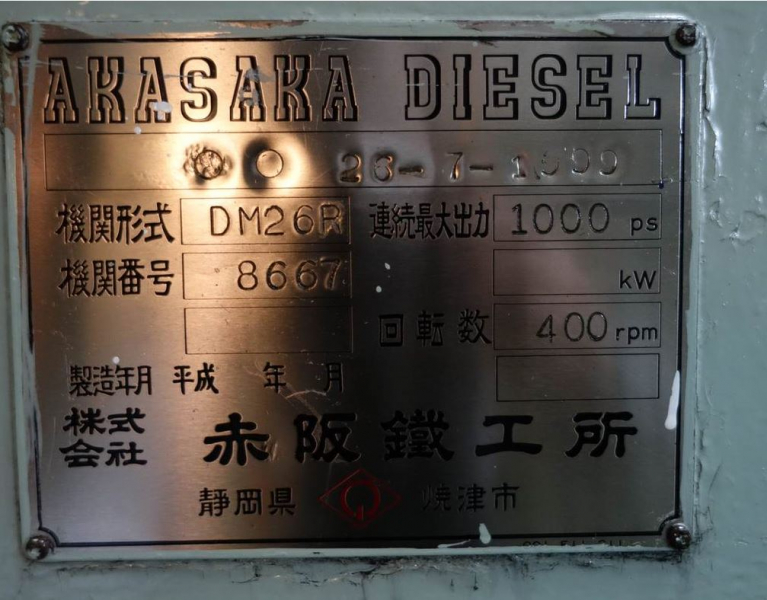 AKASAKA DIESEL
26-7-1999
機関形式 DM26R 連続最大出力 1000 ps
機関番号 8667 kW
回転数 400 rpm
製造年月 平成 年 月
株式会社 赤阪鐵工所
静岡県 焼津市